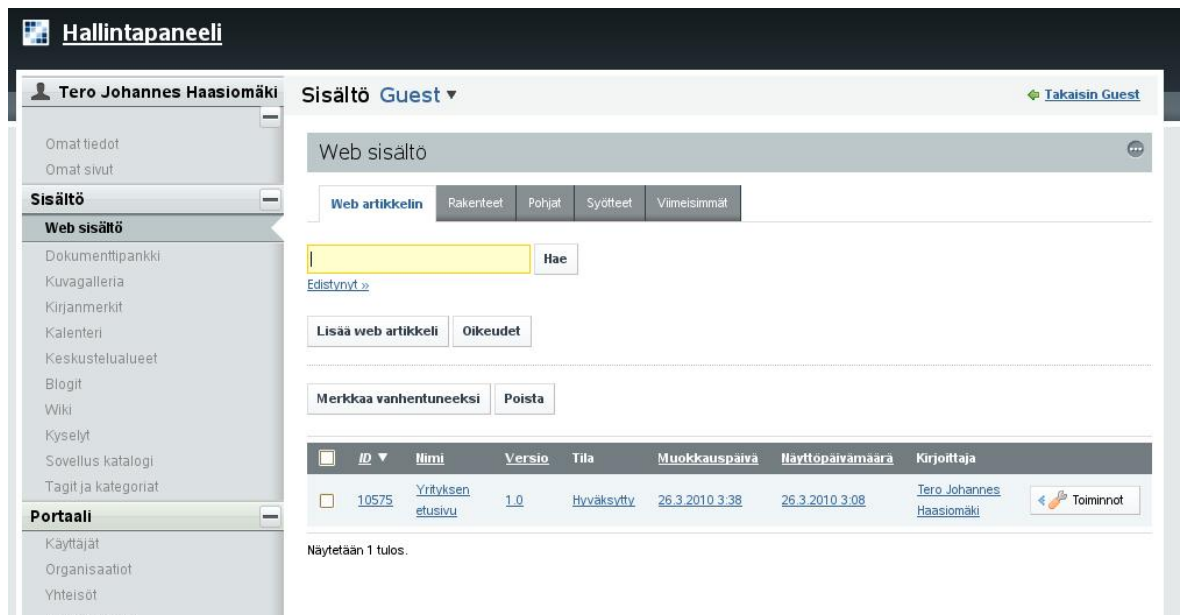 Hallintapaneeli
Tero Johannes Haasiomäki
Omat tiedot
Omat sivut
Sisältö
Web sisältö
Dokumenttipankki
Kuvagalleria
Kirjanmerkit
Kalenteri
Keskustelualueet
Blogit
Wiki
Kyselyt
Sovellus katalogi
Tagit ja kategoriat
Portaali
Käyttäjät
Organisaatiot
Yhteisöt
Sisältö Guest ▼
Takaisin Guest
Web sisältö
Web artikkelin Rakenteet Pohjat Syötteet Viimeisimmät
Hae
Edistynyt »
Lisää web artikkeli Oikeudet
Merkkaa vanhentuneeksi Poista
ID ▼ Nimi Versio Tila Muokkauspäivä Näyttöpäivämäärä Kirjoittaja
10575 Yrityksen 1.0 Hyväksytty 26.3.2010 3:38 26.3.2010 3:08 Tero Johannes Toiminnot
etusivu Haasiomäki
Näytetään 1 tulos.